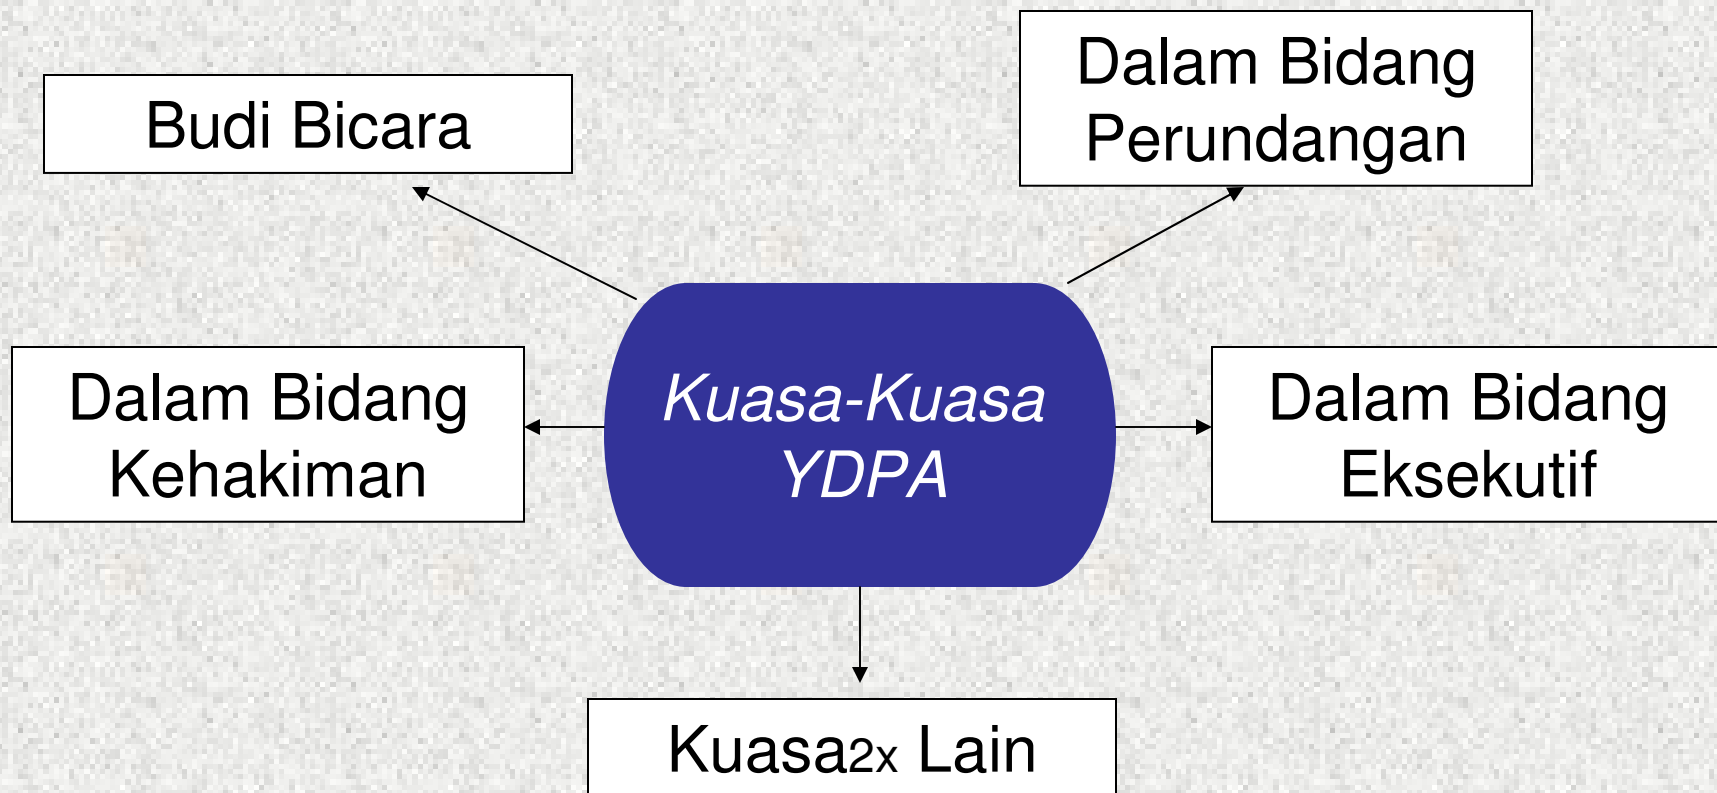 Budi Bicara
Dalam Bidang
Perundangan
Dalam Bidang
Kehakiman
Kuasa-Kuasa
YDPA
Dalam Bidang
Eksekutif
Kuasa2x Lain